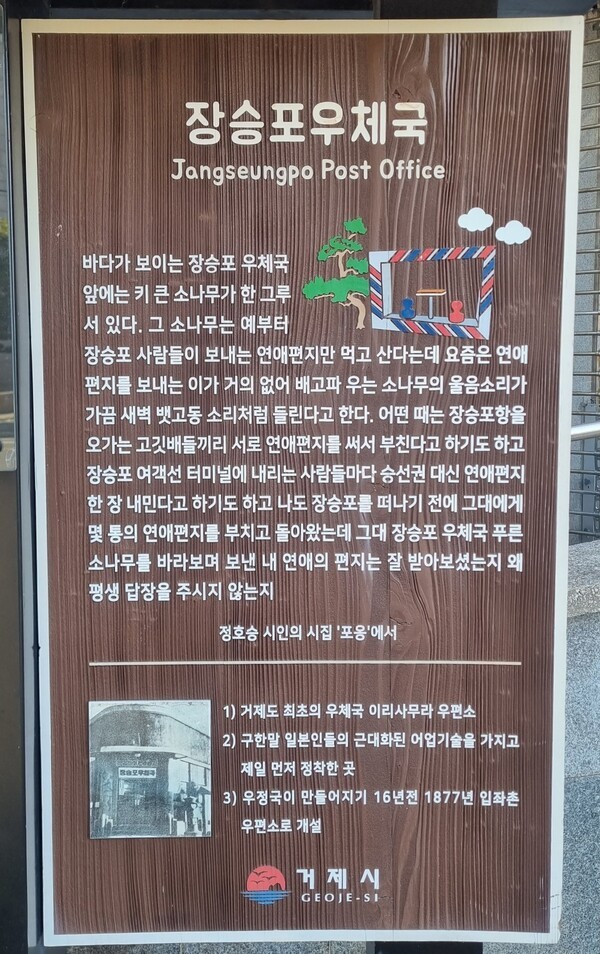 장승포우체국
Jangseungpo Post Office
바다가 보이는 장승포 우체국
앞에는 키 큰 소나무가 한 그루
서 있다. 그 소나무는 예부터
장승포 사람들이 보내는 연애편지만 먹고 산다는데 요즘은 연애
편지를 보내는 이가 거의 없어 배고파 우는 소나무의 울음소리가
가끔 새벽 뱃고동 소리처럼 들린다고 한다. 어떤 때는 장승포항을
오가는 고깃배들끼리 서로 연애편지를 써서 부친다고 하기도 하고
장승포 여객선 터미널에 내리는 사람들마다 승선권 대신 연애편지
한 장 내민다고 하기도 하고 나도 장승포를 떠나기 전에 그대에게
몇 통의 연애편지를 부치고 돌아왔는데 그대 장승포 우체국 푸른
소나무를 바라보며 보낸 내 연애의 편지는 잘 받아보셨는지 왜
평생 답장을 주시지 않는지
정호승 시인의 시집 '포옹'에서
장승포우체국
1) 거제도 최초의 우체국 이리사무라 우편소
2) 구한말 일본인들의 근대화된 어업기술을 가지고
제일 먼저 정착한 곳
3) 우정국이 만들어지기 16년전 1877년 입좌촌
우편소로 개설
거제시
GEOJE-SI